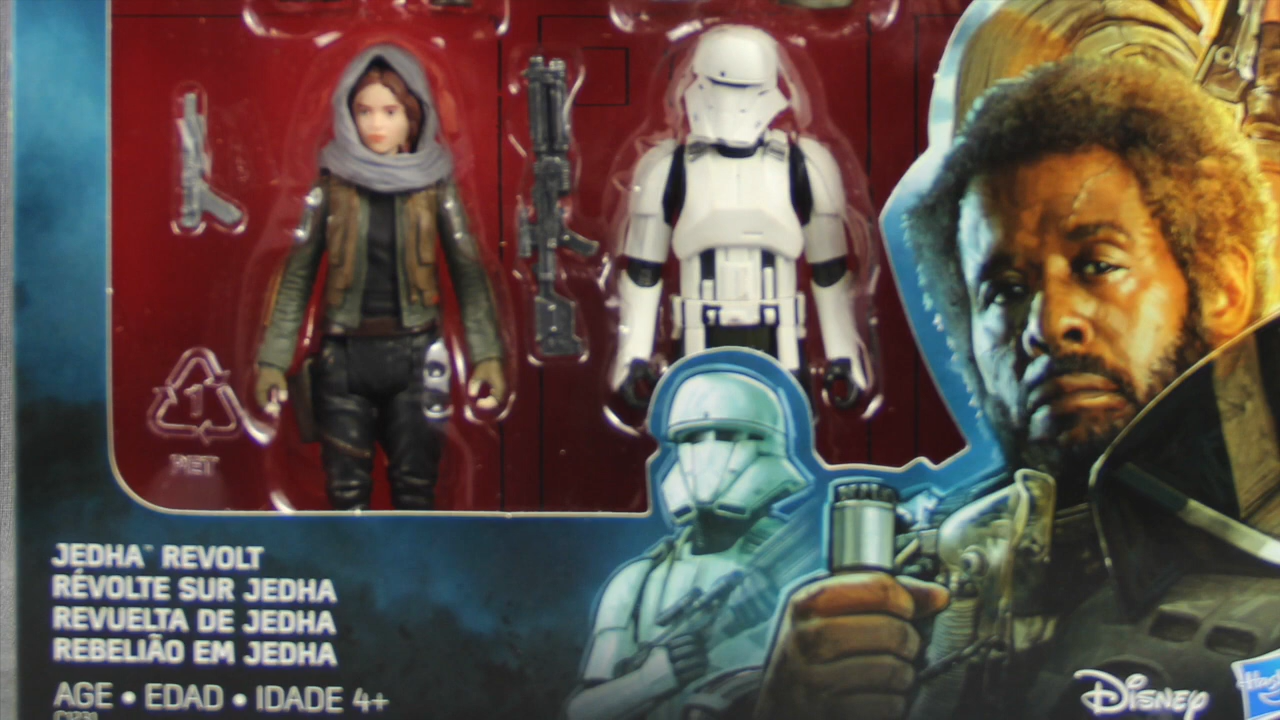 1
PET
JEDHA™ REVOLT
RÉVOLTE SUR JEDHA
REVUELTA DE JEDHA
REBELIÃO EM JEDHA
AGE • EDAD • IDADE 4+
Disney